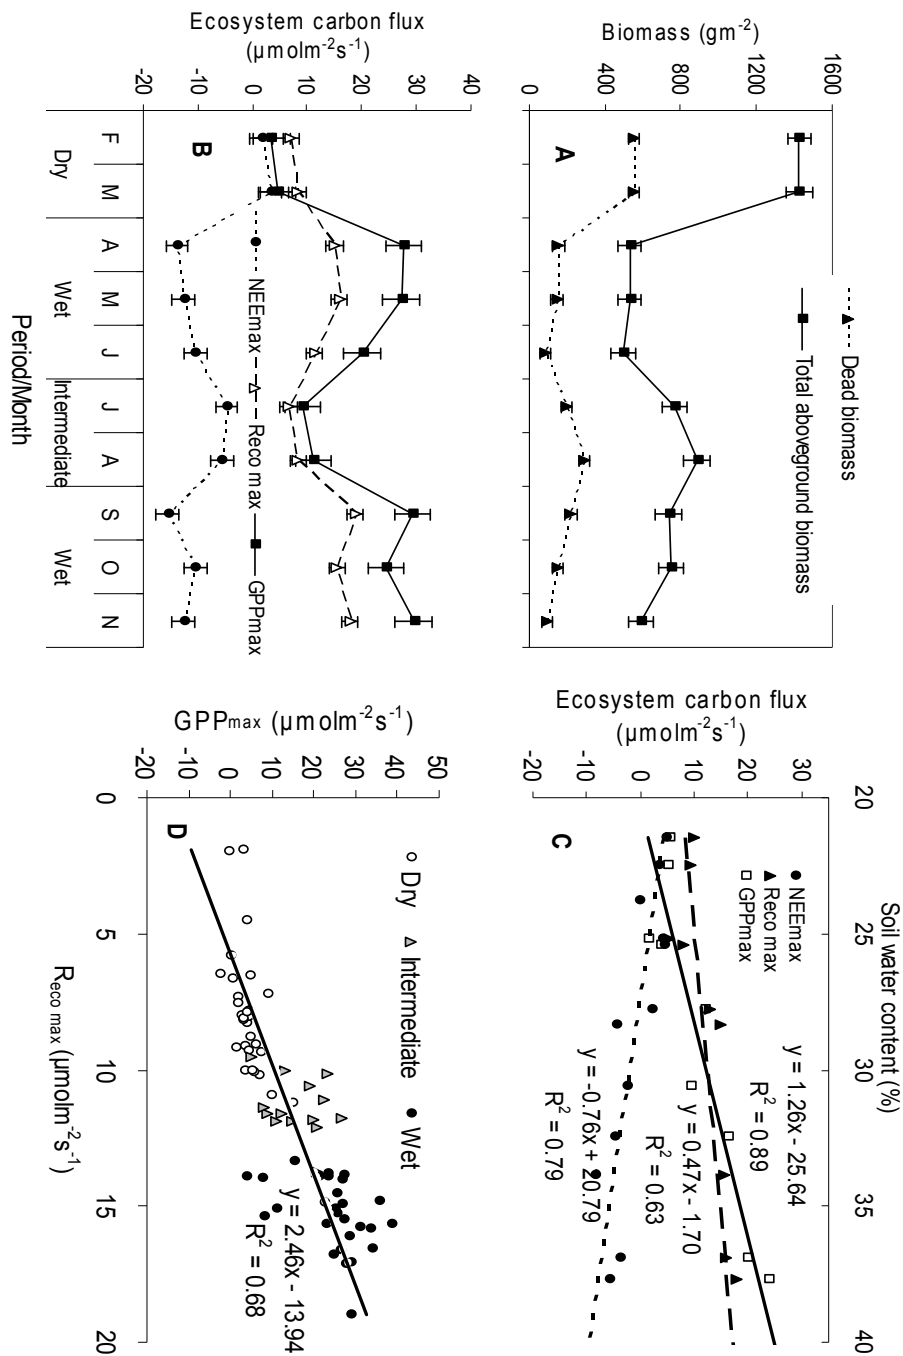 Dead biomass
Total aboveground biomass
Biomass (gm-2)
1600
1200
800
400
0
A
Ecosystem carbon flux
(µmolm-2s-1)
40
30
20
10
0
-10
-20
B
NEEmax Reco max GPPmax
F M A M J J A S O N
Dry Wet Intermediate Wet
Period/Month
Soil water content (%)
20 25 30 35 40
Ecosystem carbon flux
(µmolm-2s-1)
30
20
10
0
-10
-20
NEEmax
Reco max
GPPmax
y = 1.26x - 25.64
R2 = 0.89
y = 0.47x - 1.70
R2 = 0.63
y = -0.76x + 20.79
R2 = 0.79
C
GPPmax (µmolm-2s-1)
50
40
30
20
10
0
-10
-20
Dry Intermediate Wet
y = 2.46x - 13.94
R2 = 0.68
D
0 5 10 15 20
RReco max (µmolm-2s-1)